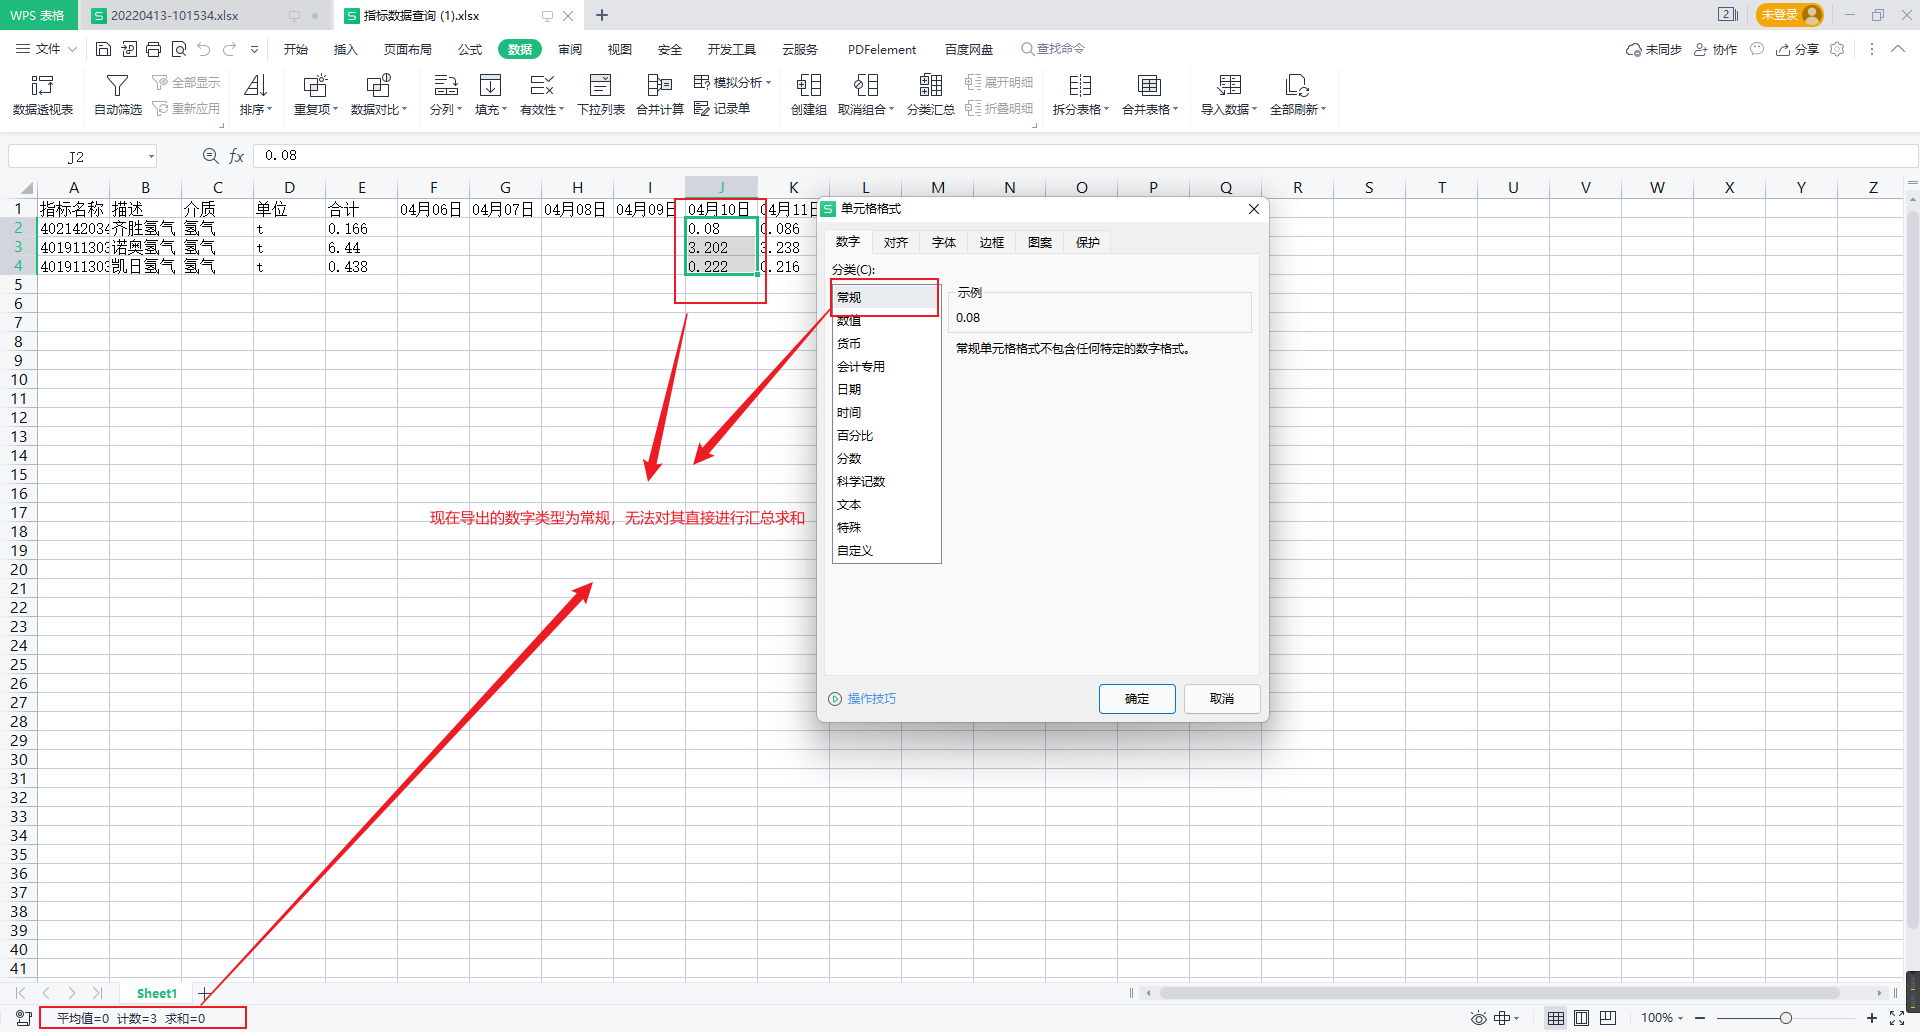 WPS 表格 20220413-101534.xlsx 指标数据查询 (1).xlsx 未登录
文件 开始 插入 页面布局 公式 数据 审阅 视图 安全 开发工具 云服务 PDFelement 百度网盘 查找命令 未同步 协作 分享
数据透视表 自动筛选 全部显示 重新应用 排序 重复项 数据对比 分列 填充 有效性 下拉列表 合并计算 模拟分析 记录单 创建组 取消组合 分类汇总 展开明细 折叠明细 拆分表格 合并表格 导入数据 全部刷新
J2 fx 0.08
A B C D E F G H I J K L M N O P Q R S T U V W X Y Z
1 指标名称 描述 介质 单位 合计 04月06日 04月07日 04月08日 04月09日 04月10日 04月11日
2 402142034 齐胜氢气 氢气 t 0.166 0.08 0.086
3 401911303 诺奥氢气 氢气 t 6.44 3.202 3.238
4 401911303 凯日氢气 氢气 t 0.438 0.222 0.216
5
6
7
8
9
10
11
12
13
14
15
16
17
18
19
20
21
22
23
24
25
26
27
28
29
30
31
32
33
34
35
36
37
38
39
40
41
单元格格式
数字 对齐 字体 边框 图案 保护
分类(C):
常规
数值
货币
会计专用
日期
时间
百分比
分数
科学记数
文本
特殊
自定义
示例
0.08
常规单元格格式不包含任何特定的数字格式。
操作技巧 确定 取消
现在导出的数字类型为常规，无法对其直接进行汇总求和
Sheet1
平均值=0 计数=3 求和=0 100%